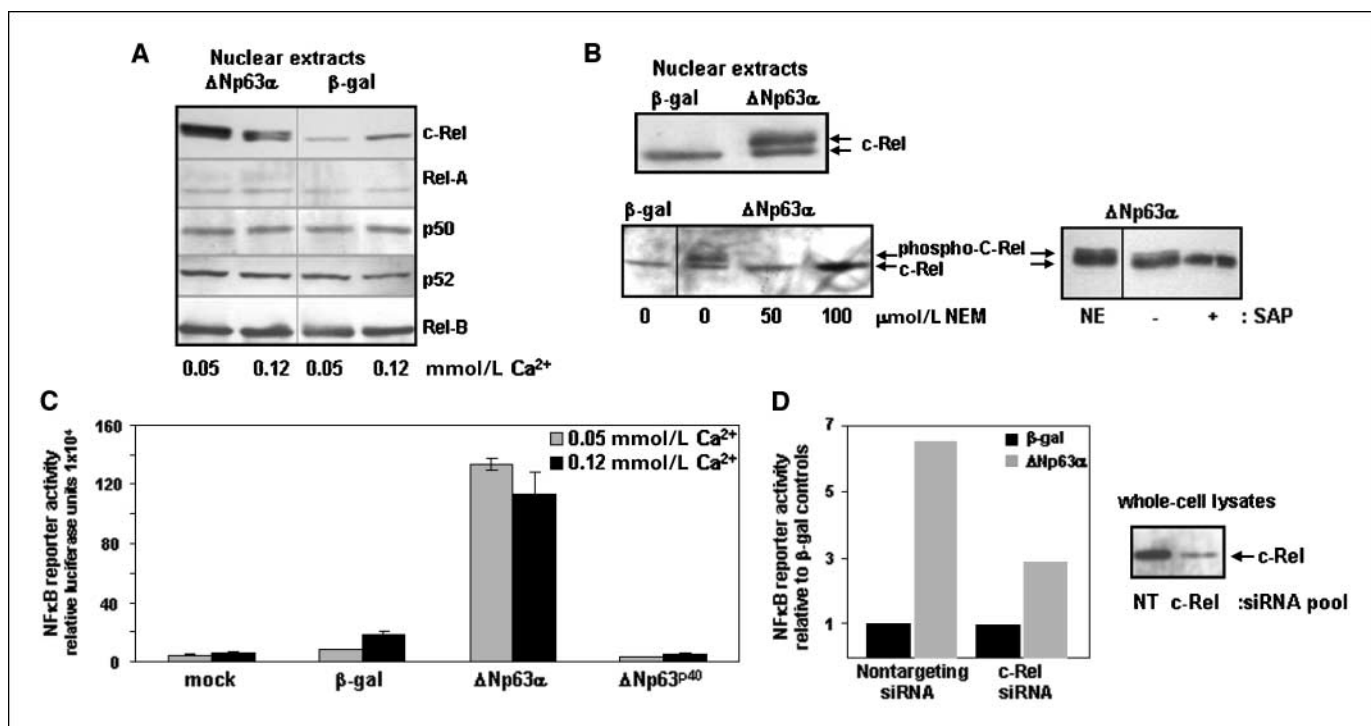 A
Nuclear extracts
ΔNp63α β-gal
c-Rel
Rel-A
p50
p52
Rel-B
0.05 0.12 0.05 0.12 mmol/L Ca²⁺
B
Nuclear extracts
β-gal ΔNp63α
c-Rel
β-gal ΔNp63α
phospho-C-Rel
c-Rel
0 0 50 100 μmol/L NEM
ΔNp63α
NE - + : SAP
C
NFκB reporter activity
relative luciferase units 1x10⁴
160
120
80
40
0
0.05 mmol/L Ca²⁺
0.12 mmol/L Ca²⁺
mock β-gal ΔNp63α ΔNp63ᵖ⁴⁰
D
NFκB reporter activity
relative to β-gal controls
7
5
3
1
β-gal
ΔNp63α
Nontargeting
siRNA
c-Rel
siRNA
whole-cell lysates
c-Rel
NT c-Rel :siRNA pool